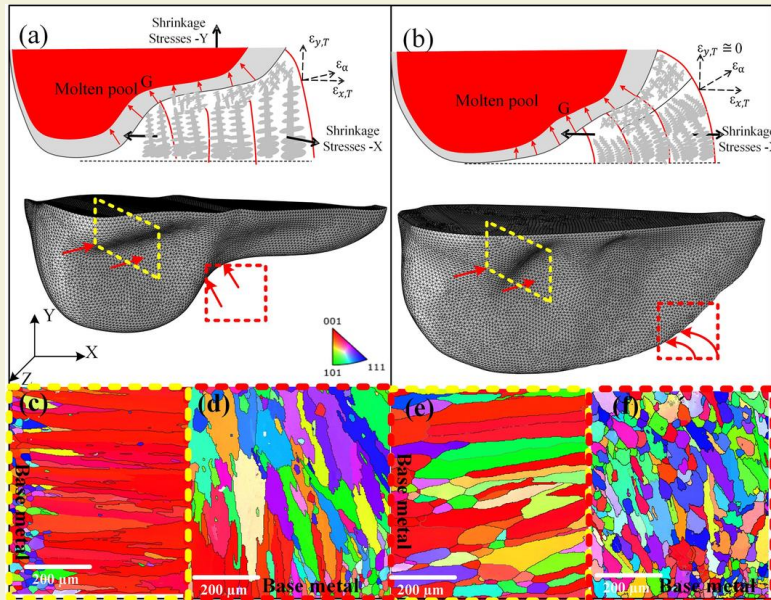 (a)
Shrinkage
Stresses -Y
εy,T
εα
εx,T
Molten pool
G
Shrinkage
Stresses -X
(b)
εy,T ≅ 0
εα
εx,T
Molten pool
G
Shrinkage
Stresses -X
Y
X
Z
001
101
111
(c)
Base metal
200 µm
(d)
200 µm
Base metal
(e)
Base metal
200 µm
(f)
200 µm
Base metal